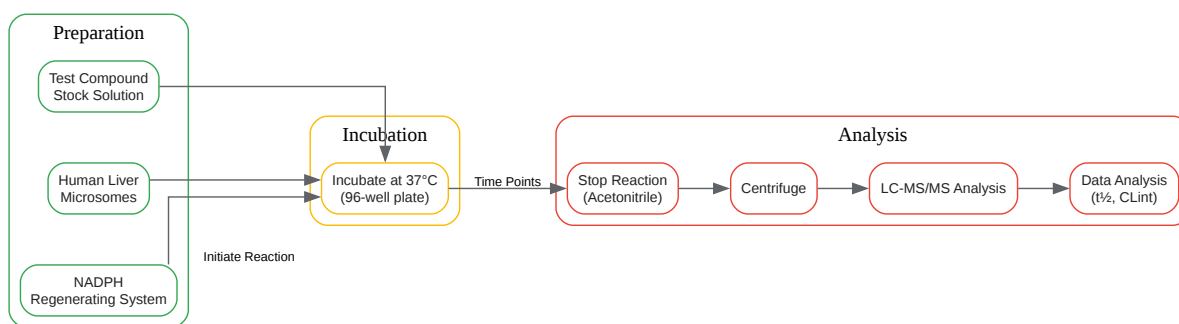 Preparation
Test Compound
Stock Solution
Human Liver
Microsomes
NADPH
Regenerating System
Initiate Reaction
Incubation
Incubate at 37°C
(96-well plate)
Time Points
Analysis
Stop Reaction
(Acetonitrile)
Centrifuge
LC-MS/MS Analysis
Data Analysis
(t½, CLint)